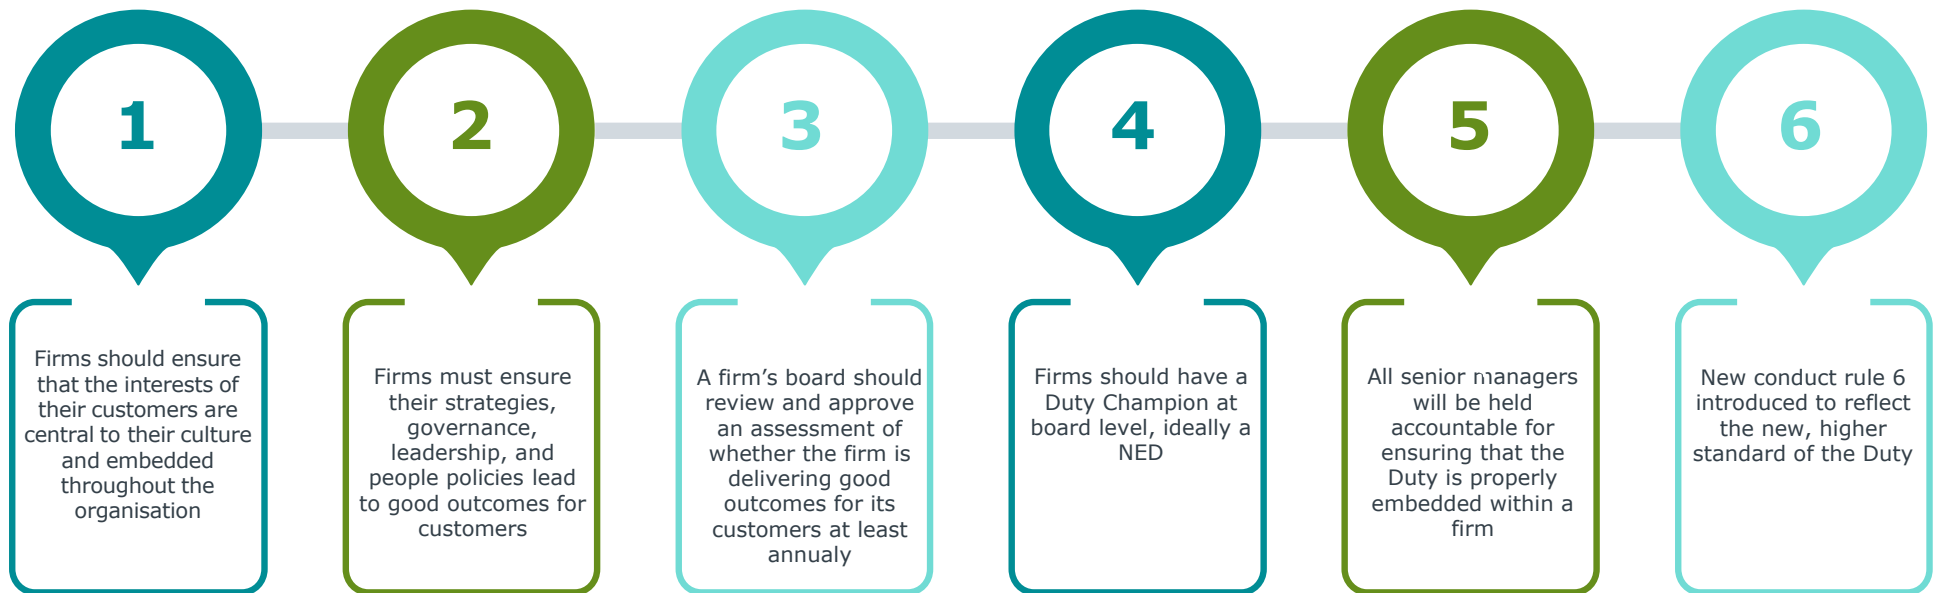 1
2
3
4
5
6
Firms should ensure
that the interests of
their customers are
central to their culture
and embedded
throughout the
organisation
Firms must ensure
their strategies,
governance,
leadership, and
people policies lead
to good outcomes for
customers
A firm’s board should
review and approve
an assessment of
whether the firm is
delivering good
outcomes for its
customers at least
annualy
Firms should have a
Duty Champion at
board level, ideally a
NED
All senior managers
will be held
accountable for
ensuring that the
Duty is properly
embedded within a
firm
New conduct rule 6
introduced to reflect
the new, higher
standard of the Duty